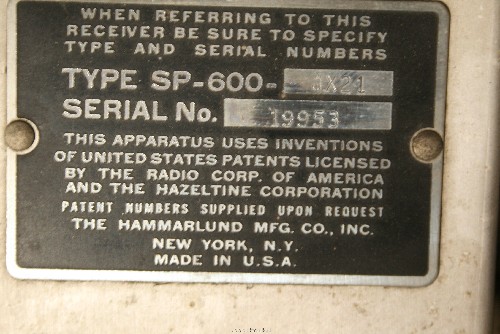 WHEN REFERRING TO THIS
RECEIVER BE SURE TO SPECIFY
TYPE AND SERIAL NUMBERS
TYPE SP-600- JX21
SERIAL No. 19953
THIS APPARATUS USES INVENTIONS
OF UNITED STATES PATENTS LICENSED
BY THE RADIO CORP. OF AMERICA
AND THE HAZELTINE CORPORATION
PATENT NUMBERS SUPPLIED UPON REQUEST
THE HAMMARLUND MFG. CO., INC.
NEW YORK, N.Y.
MADE IN U.S.A.